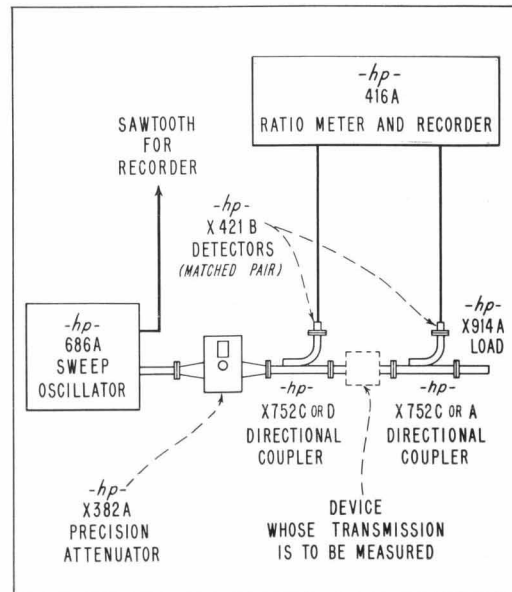 -hp-
416A
RATIO METER AND RECORDER
SAWTOOTH
FOR
RECORDER
-hp-
X421B
DETECTORS
(MATCHED PAIR)
-hp-
X914A
LOAD
-hp-
686A
SWEEP
OSCILLATOR
-hp-
X752C OR D
DIRECTIONAL
COUPLER
-hp-
X752C OR A
DIRECTIONAL
COUPLER
-hp-
X382A
PRECISION
ATTENUATOR
DEVICE
WHOSE TRANSMISSION
IS TO BE MEASURED